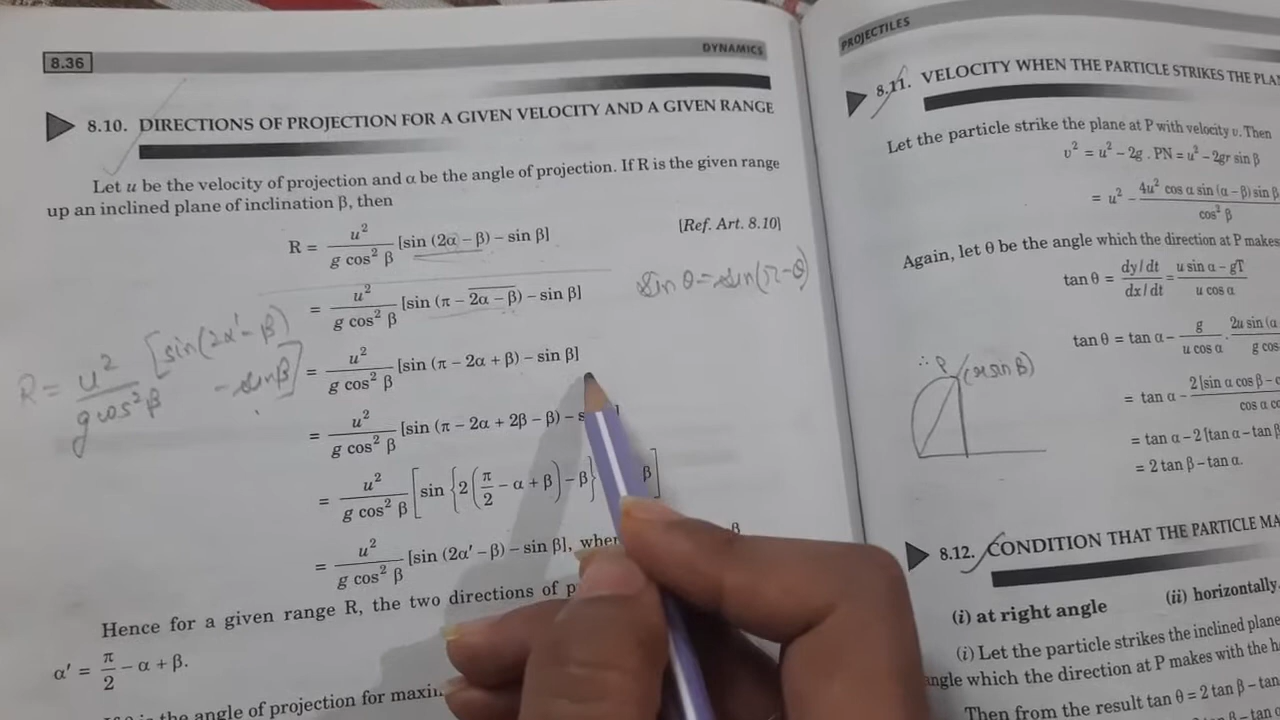 8.36
DYNAMICS
8.10. DIRECTIONS OF PROJECTION FOR A GIVEN VELOCITY AND A GIVEN RANGE
Let u be the velocity of projection and α be the angle of projection. If R is the given range
up an inclined plane of inclination β, then
R = u² / g cos² β [sin (2α – β) – sin β]
[Ref. Art. 8.10]
= u² / g cos² β [sin (π – 2α – β) – sin β]
sin θ = sin(π – θ)
= u² / g cos² β [sin (π – 2α + β) – sin β]
R = u² / g cos² β [sin(2α' – β) – sin β]
= u² / g cos² β [sin (π – 2α + 2β – β) –
= u² / g cos² β [sin {2(π/2 – α + β) – β} β]
= u² / g cos² β [sin (2α' – β) – sin β],
Hence for a given range R, the two directions of
α' = π/2 – α + β.
is the angle of projection for
PROJECTILES
8.11. VELOCITY WHEN THE PARTICLE STRIKES THE
Let the particle strike the plane at P with velocity v. Then
v² = u² – 2g . PN = u² – 2gr sin β
= u² – 4u² cos α sin (α – β) sin β / cos² β
Again, let θ be the angle which the direction at P makes
tan θ = dy/dt / dx/dt = u sin α – gT / u cos α
∴ tan θ = tan α – g / u cos α . 2u sin (α / g cos
P (r sin β)
= tan α – 2 [sin α cos β – / cos α
= tan α – 2 [tan α – tan
= 2 tan β – tan α.
8.12. CONDITION THAT THE PARTICLE
(i) at right angle (ii) horizontally.
(i) Let the particle strikes the inclined plane
angle which the direction at P makes with the
Then from the result tan θ = 2 tan β – tan